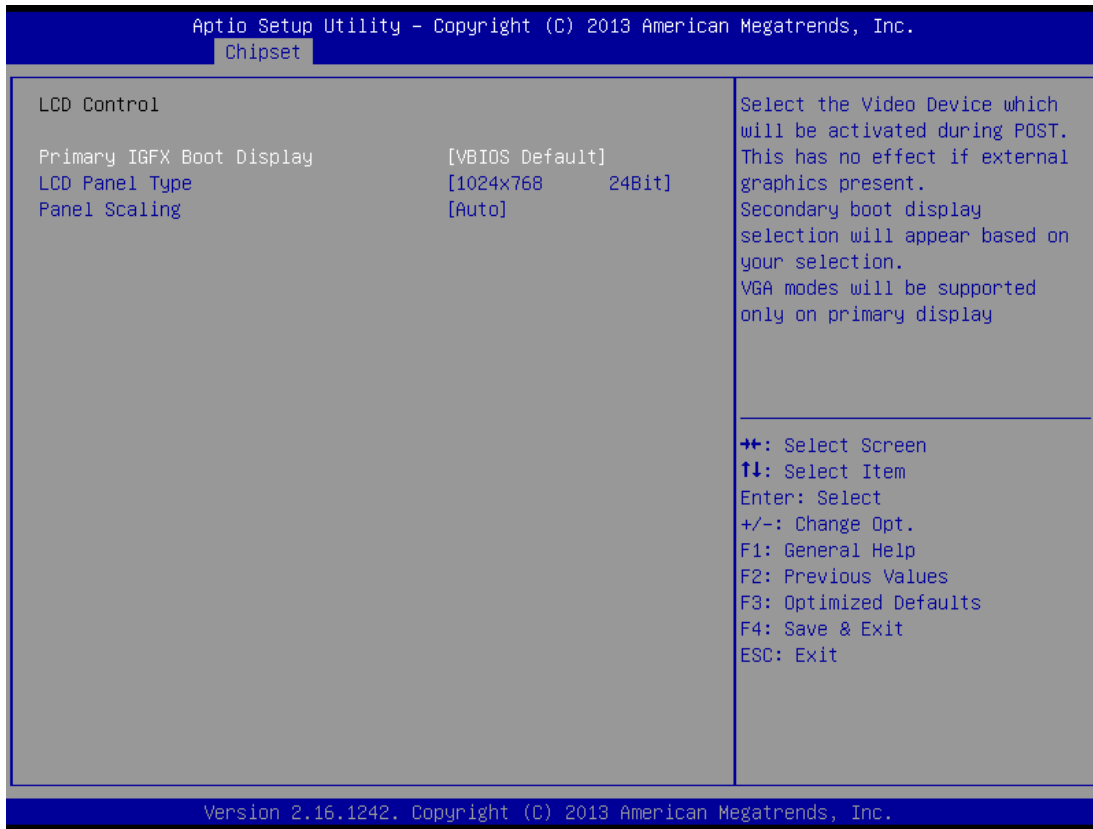 Aptio Setup Utility – Copyright (C) 2013 American Megatrends, Inc.
Chipset
LCD Control
Primary IGFX Boot Display [VBIOS Default]
LCD Panel Type [1024x768 24Bit]
Panel Scaling [Auto]
Select the Video Device which
will be activated during POST.
This has no effect if external
graphics present.
Secondary boot display
selection will appear based on
your selection.
VGA modes will be supported
only on primary display
→←: Select Screen
↑↓: Select Item
Enter: Select
+/-: Change Opt.
F1: General Help
F2: Previous Values
F3: Optimized Defaults
F4: Save & Exit
ESC: Exit
Version 2.16.1242. Copyright (C) 2013 American Megatrends, Inc.